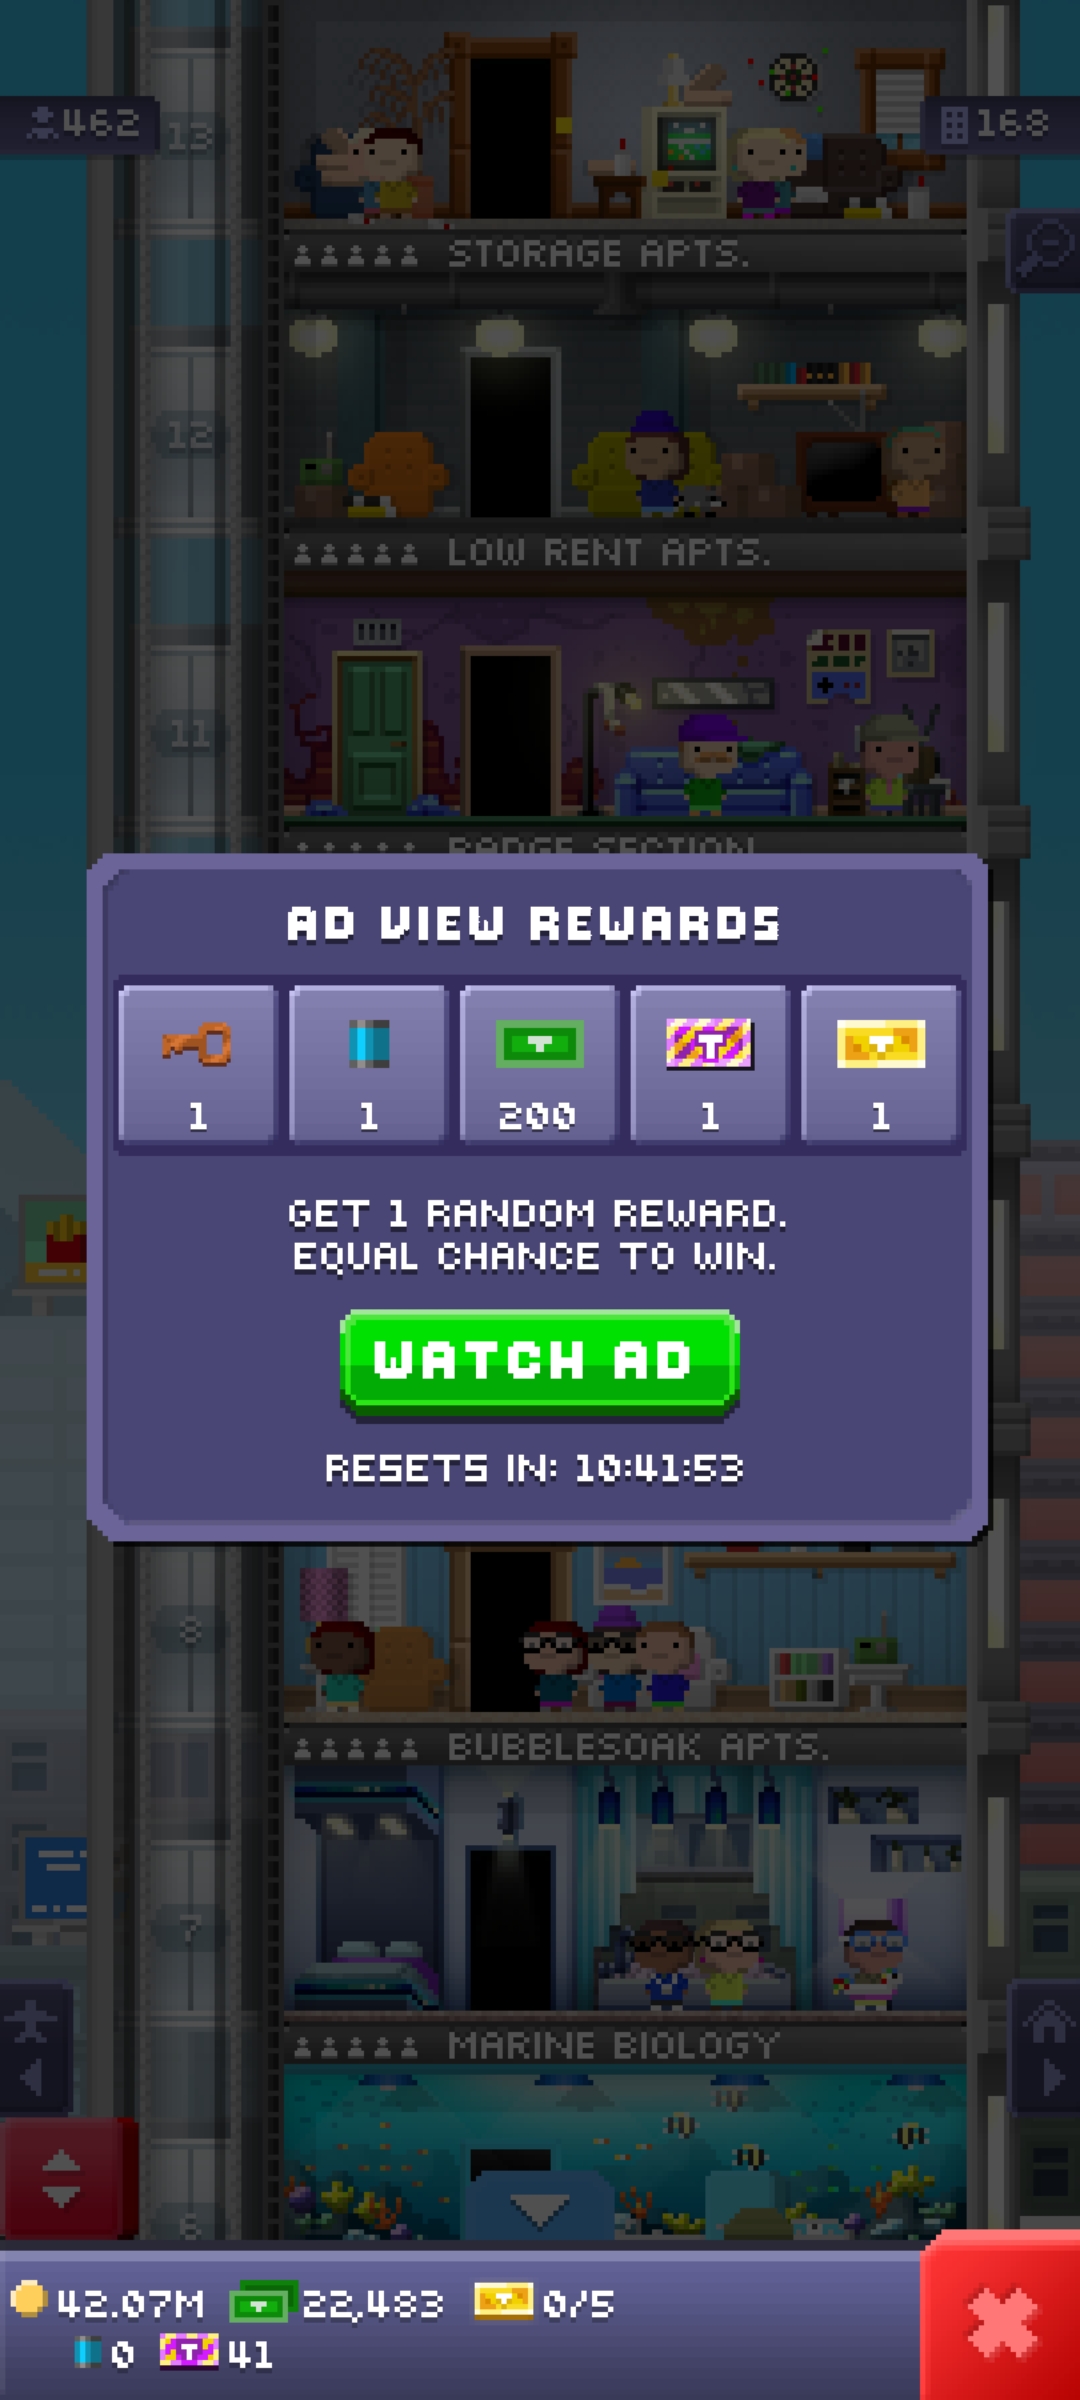 462
168
13
STORAGE APTS.
12
LOW RENT APTS.
11
BADGE SECTION
AD VIEW REWARDS
1 1 200 1 1
GET 1 RANDOM REWARD.
EQUAL CHANCE TO WIN.
WATCH AD
RESETS IN: 10:41:53
8
BUBBLESOAK APTS.
7
MARINE BIOLOGY
6
42.07M 22,483 0/5
0 41